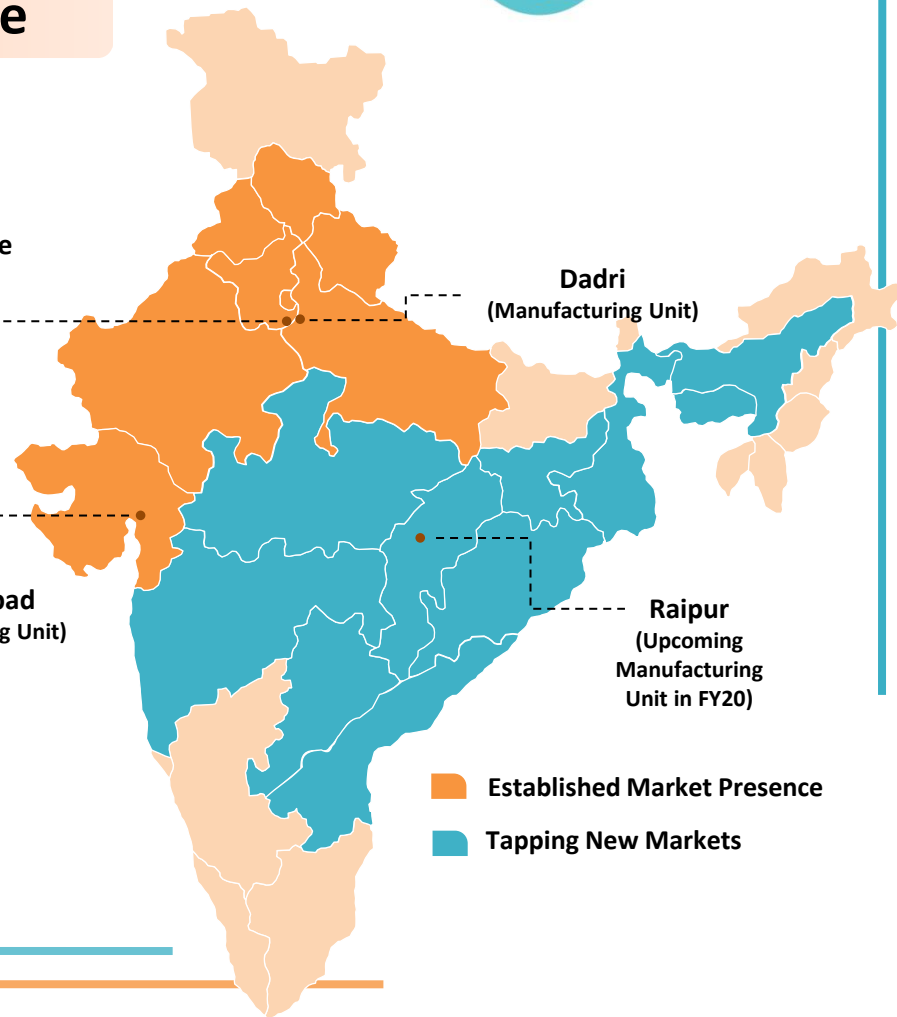 e
e
Dadri
(Manufacturing Unit)
bad
g Unit)
Raipur
(Upcoming
Manufacturing
Unit in FY20)
Established Market Presence
Tapping New Markets